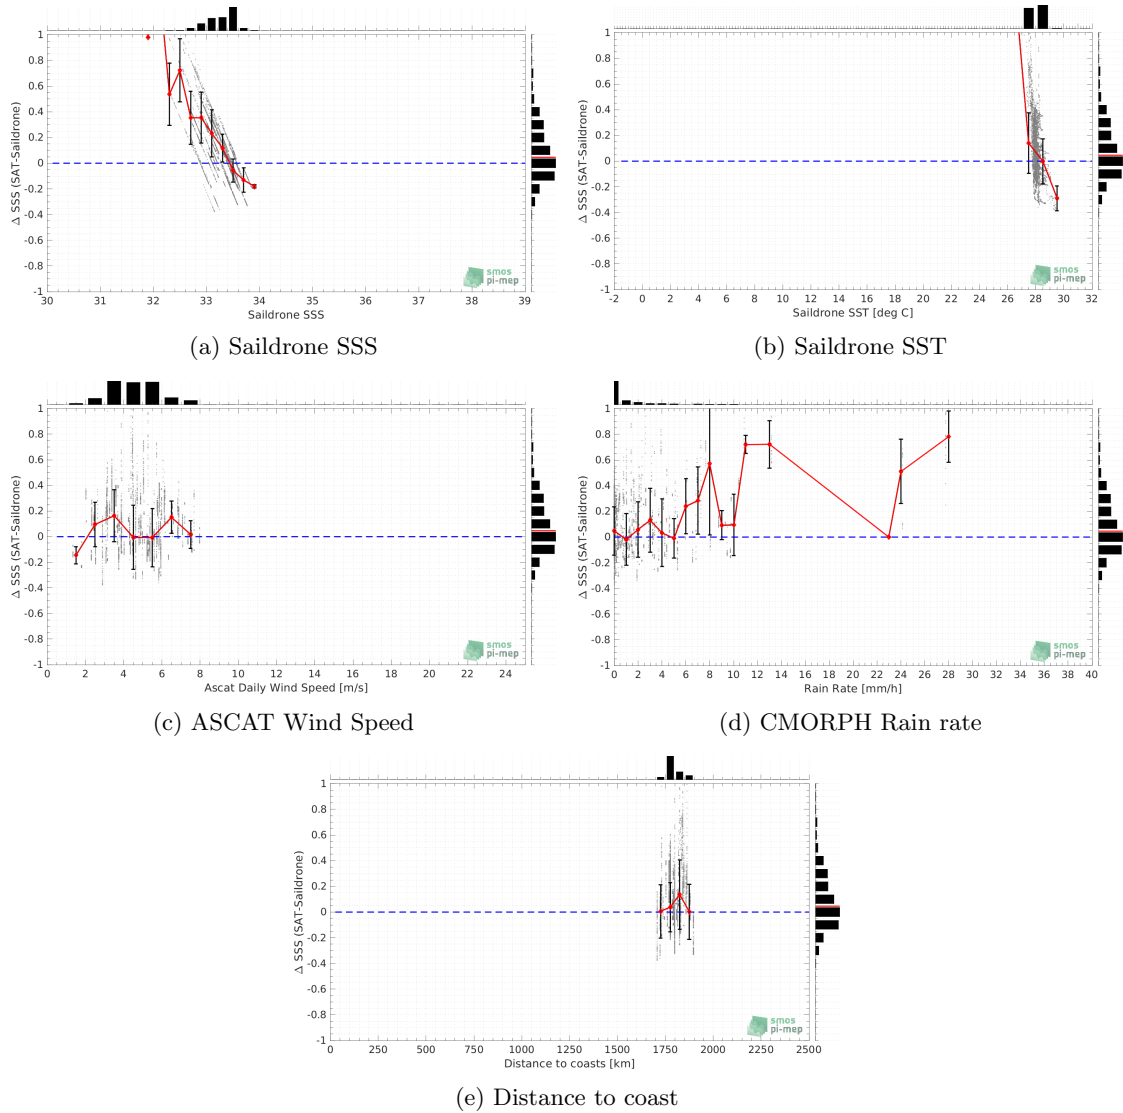 1
0.8
0.6
0.4
0.2
0
-0.2
-0.4
-0.6
-0.8
-1
Δ SSS (SAT-Saildrone)
30 31 32 33 34 35 36 37 38 39
Saildrone SSS
smos
pi-mep
(a) Saildrone SSS
1
0.8
0.6
0.4
0.2
0
-0.2
-0.4
-0.6
-0.8
-1
Δ SSS (SAT-Saildrone)
-2 0 2 4 6 8 10 12 14 16 18 20 22 24 26 28 30 32
Saildrone SST [deg C]
smos
pi-mep
(b) Saildrone SST
1
0.8
0.6
0.4
0.2
0
-0.2
-0.4
-0.6
-0.8
-1
Δ SSS (SAT-Saildrone)
0 2 4 6 8 10 12 14 16 18 20 22 24
Ascat Daily Wind Speed [m/s]
smos
pi-mep
(c) ASCAT Wind Speed
1
0.8
0.6
0.4
0.2
0
-0.2
-0.4
-0.6
-0.8
-1
Δ SSS (SAT-Saildrone)
0 2 4 6 8 10 12 14 16 18 20 22 24 26 28 30 32 34 36 38 40
Rain Rate [mm/h]
smos
pi-mep
(d) CMORPH Rain rate
1
0.8
0.6
0.4
0.2
0
-0.2
-0.4
-0.6
-0.8
-1
Δ SSS (SAT-Saildrone)
0 250 500 750 1000 1250 1500 1750 2000 2250 2500
Distance to coasts [km]
smos
pi-mep
(e) Distance to coast